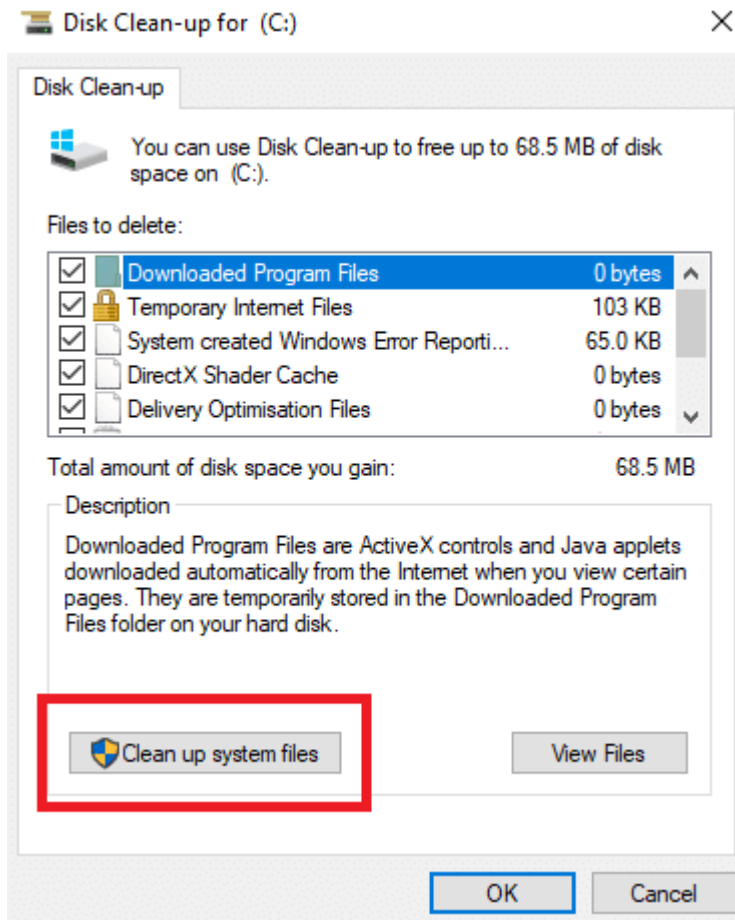 Disk Clean-up for (C:)
Disk Clean-up
You can use Disk Clean-up to free up to 68.5 MB of disk
space on (C:).
Files to delete:
Downloaded Program Files 0 bytes
Temporary Internet Files 103 KB
System created Windows Error Reporti... 65.0 KB
DirectX Shader Cache 0 bytes
Delivery Optimisation Files 0 bytes
Total amount of disk space you gain: 68.5 MB
Description
Downloaded Program Files are ActiveX controls and Java applets
downloaded automatically from the Internet when you view certain
pages. They are temporarily stored in the Downloaded Program
Files folder on your hard disk.
Clean up system files View Files
OK Cancel